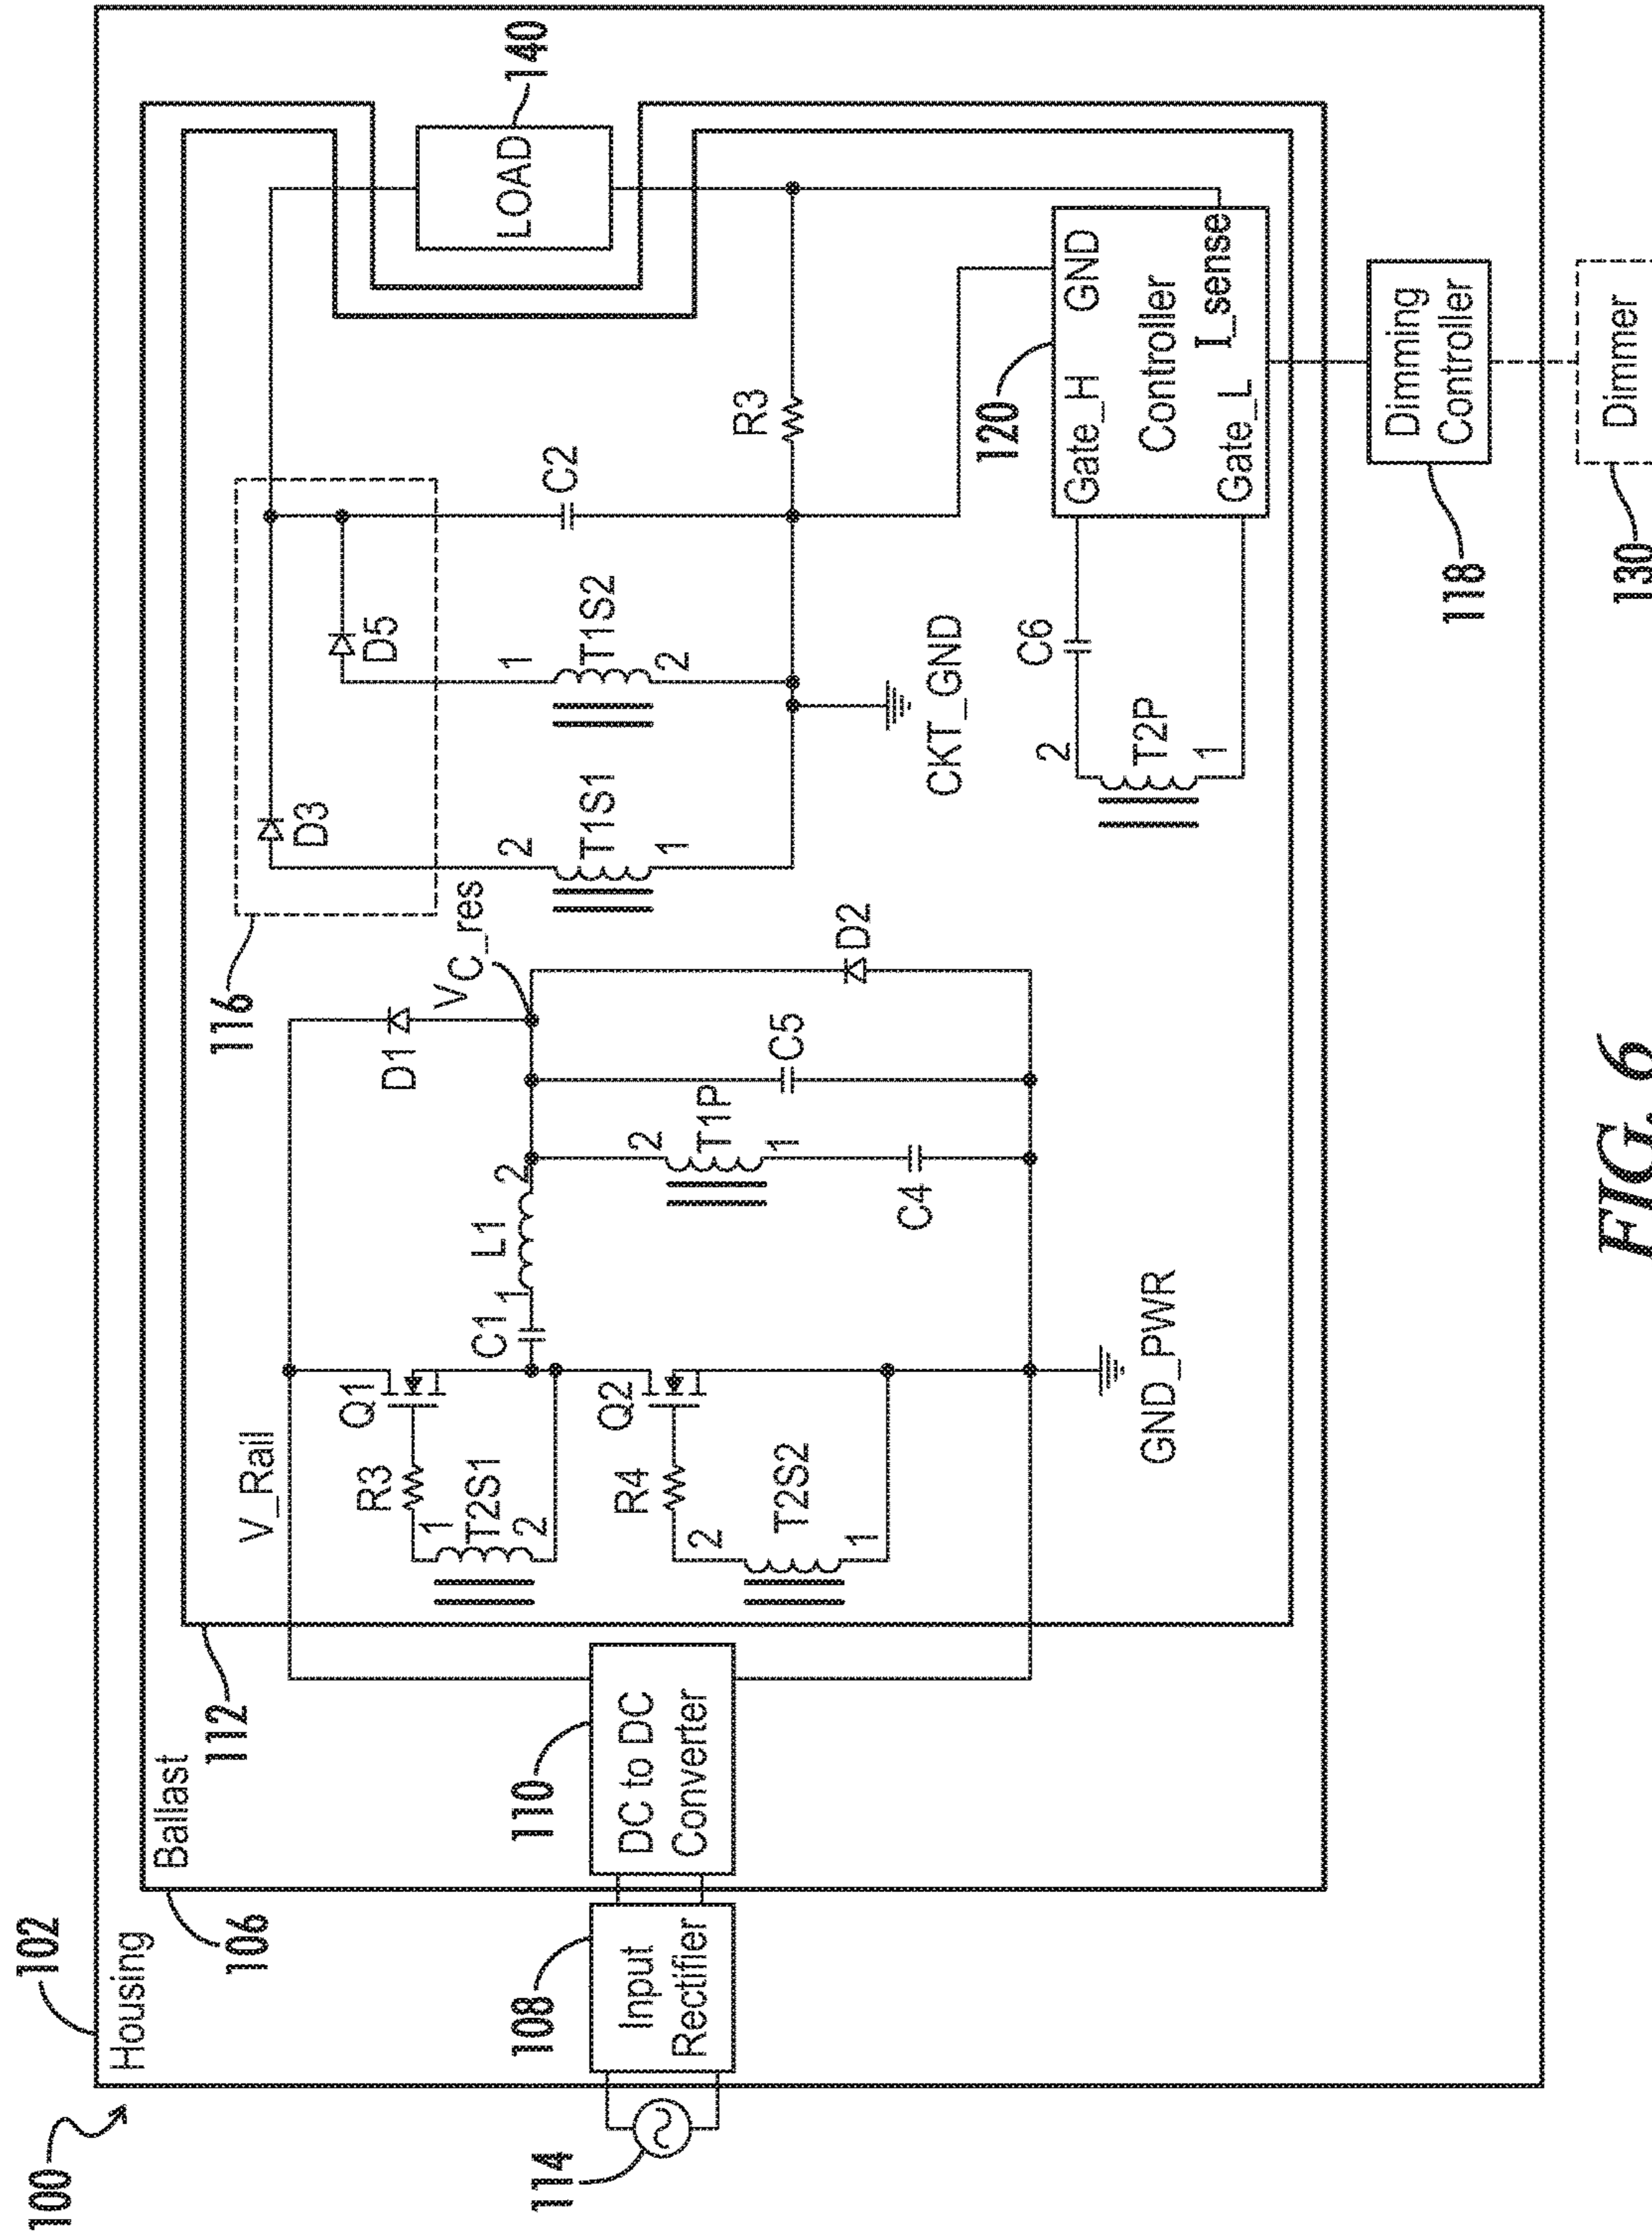 100
102
Housing
106
Ballast
112
114
108
Input
Rectifier
110
DC to DC
Converter
V_Rail
Q1
R3
1
T2S1
2
Q2
R4
2
T2S2
1
GND_PWR
C1
1
L1
2
D1
V
C_res
2
T1P
1
C4
C5
D2
116
D3
D5
2
T1S1
1
1
T1S2
2
C2
R3
CKT_GND
140
LOAD
120
Gate_H
GND
Controller
Gate_L
I_sense
C6
2
T2P
1
118
Dimming
Controller
130
Dimmer
FIG. 6